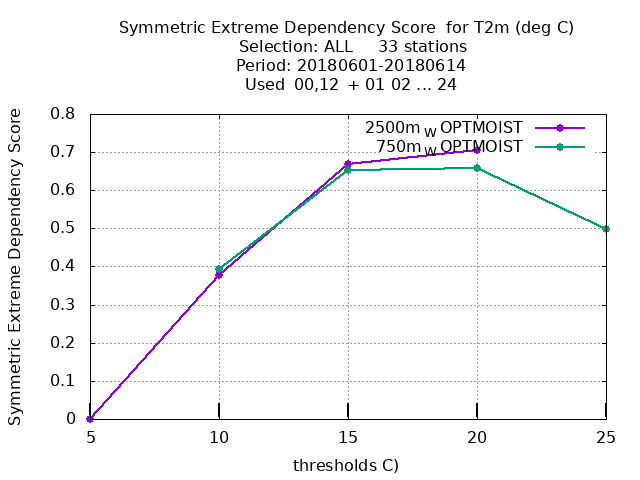 Symmetric Extreme Dependency Score for T2m (deg C)
Selection: ALL 33 stations
Period: 20180601-20180614
Used 00,12 + 01 02 ... 24
Symmetric Extreme Dependency Score
0.8
0.7
0.6
0.5
0.4
0.3
0.2
0.1
0
2500m W OPTMOIST
750m W OPTMOIST
5 10 15 20 25
thresholds C)